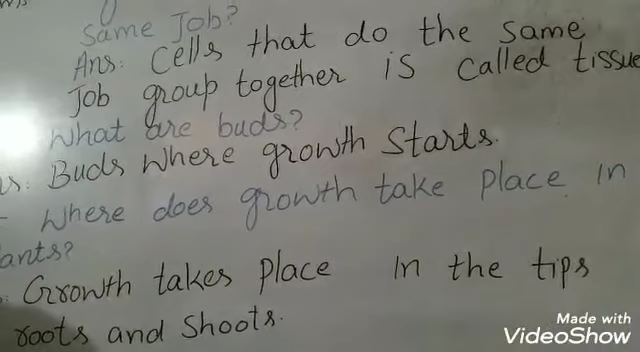 Same Job?
Ans: Cells that do the same
Job group together is called tissue
What are buds?
s: Buds where growth starts.
- Where does growth take place in
ants?
: Growth takes place in the tips
roots and shoots.
Made with
VideoShow